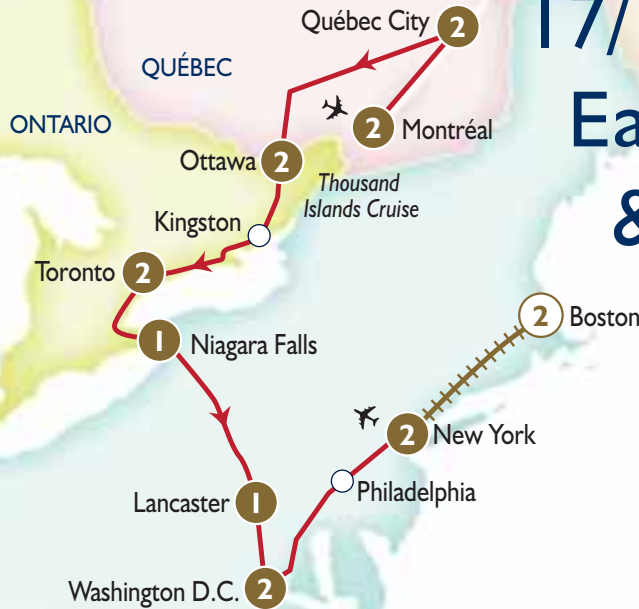 Québec City
2
17/
QUÉBEC
Ea
2
Montréal
ONTARIO
&
Ottawa
2
Thousand
Islands Cruise
Kingston
Toronto
2
2
Boston
1
Niagara Falls
2
New York
Philadelphia
Lancaster
1
Washington D.C.
2